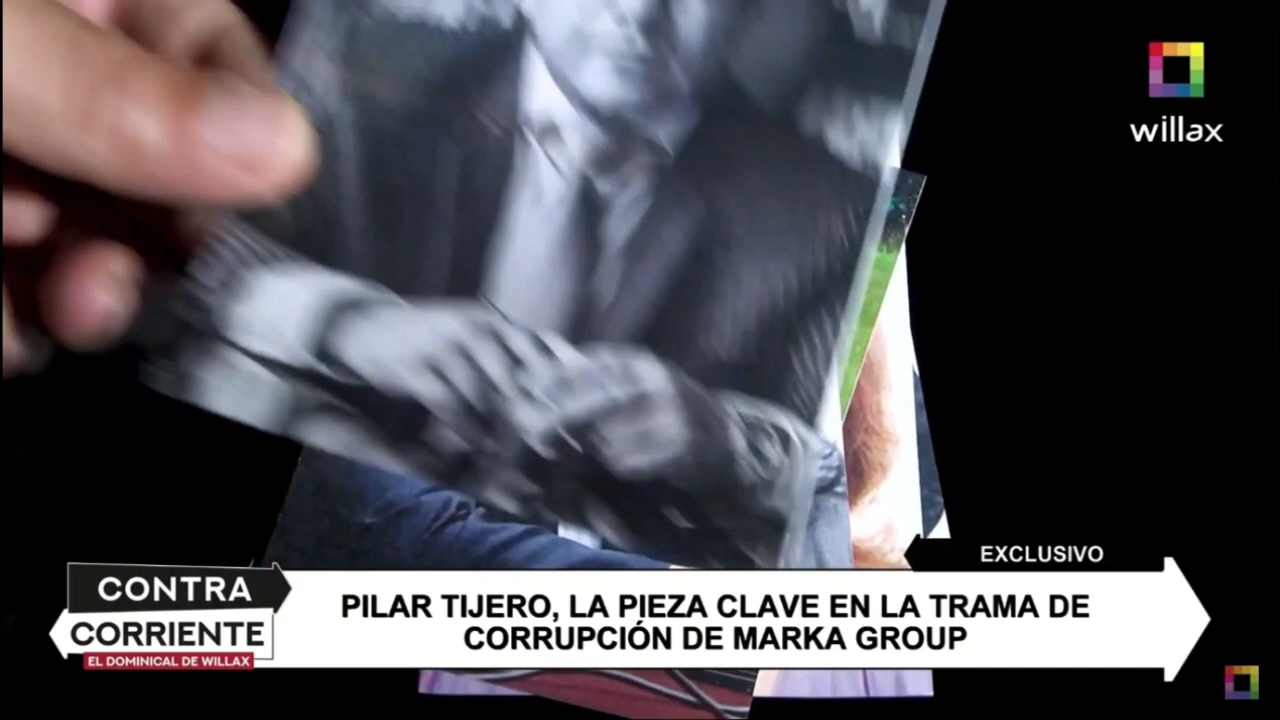 willax
EXCLUSIVO
CONTRA
CORRIENTE
EL DOMINICAL DE WILLAX
PILAR TIJERO, LA PIEZA CLAVE EN LA TRAMA DE
CORRUPCIÓN DE MARKA GROUP